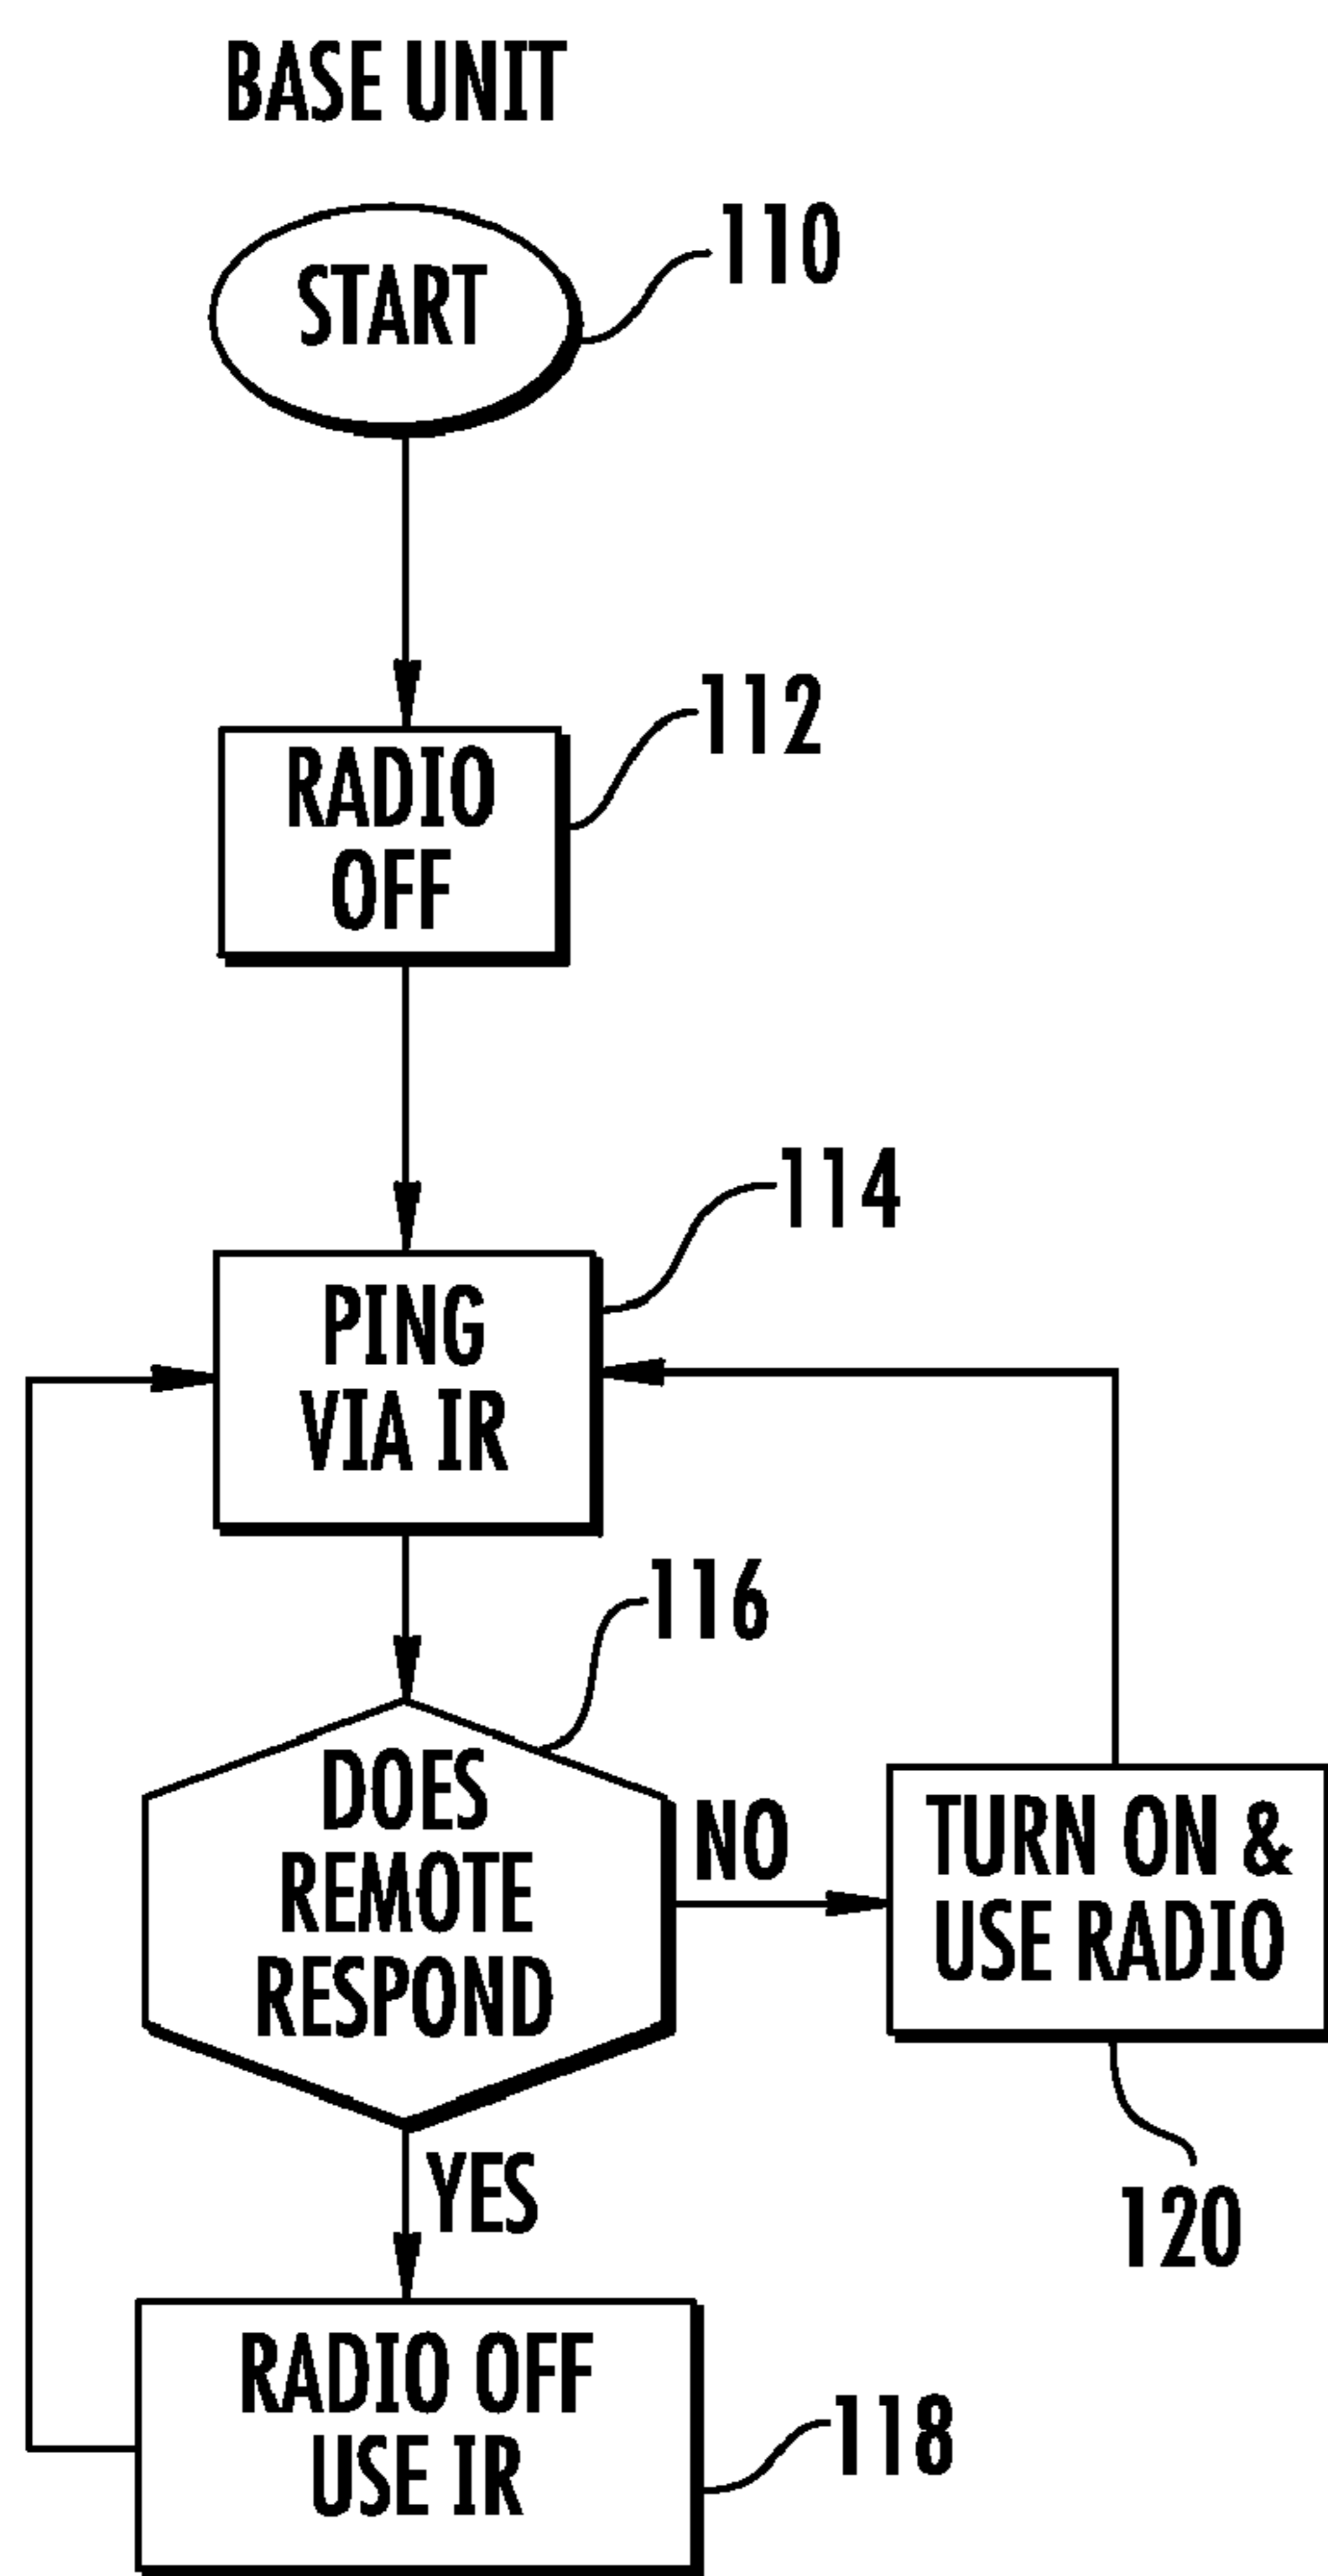 BASE UNIT
START
110
RADIO
OFF
112
PING
VIA IR
114
DOES
REMOTE
RESPOND
116
NO
TURN ON &
USE RADIO
120
YES
RADIO OFF
USE IR
118